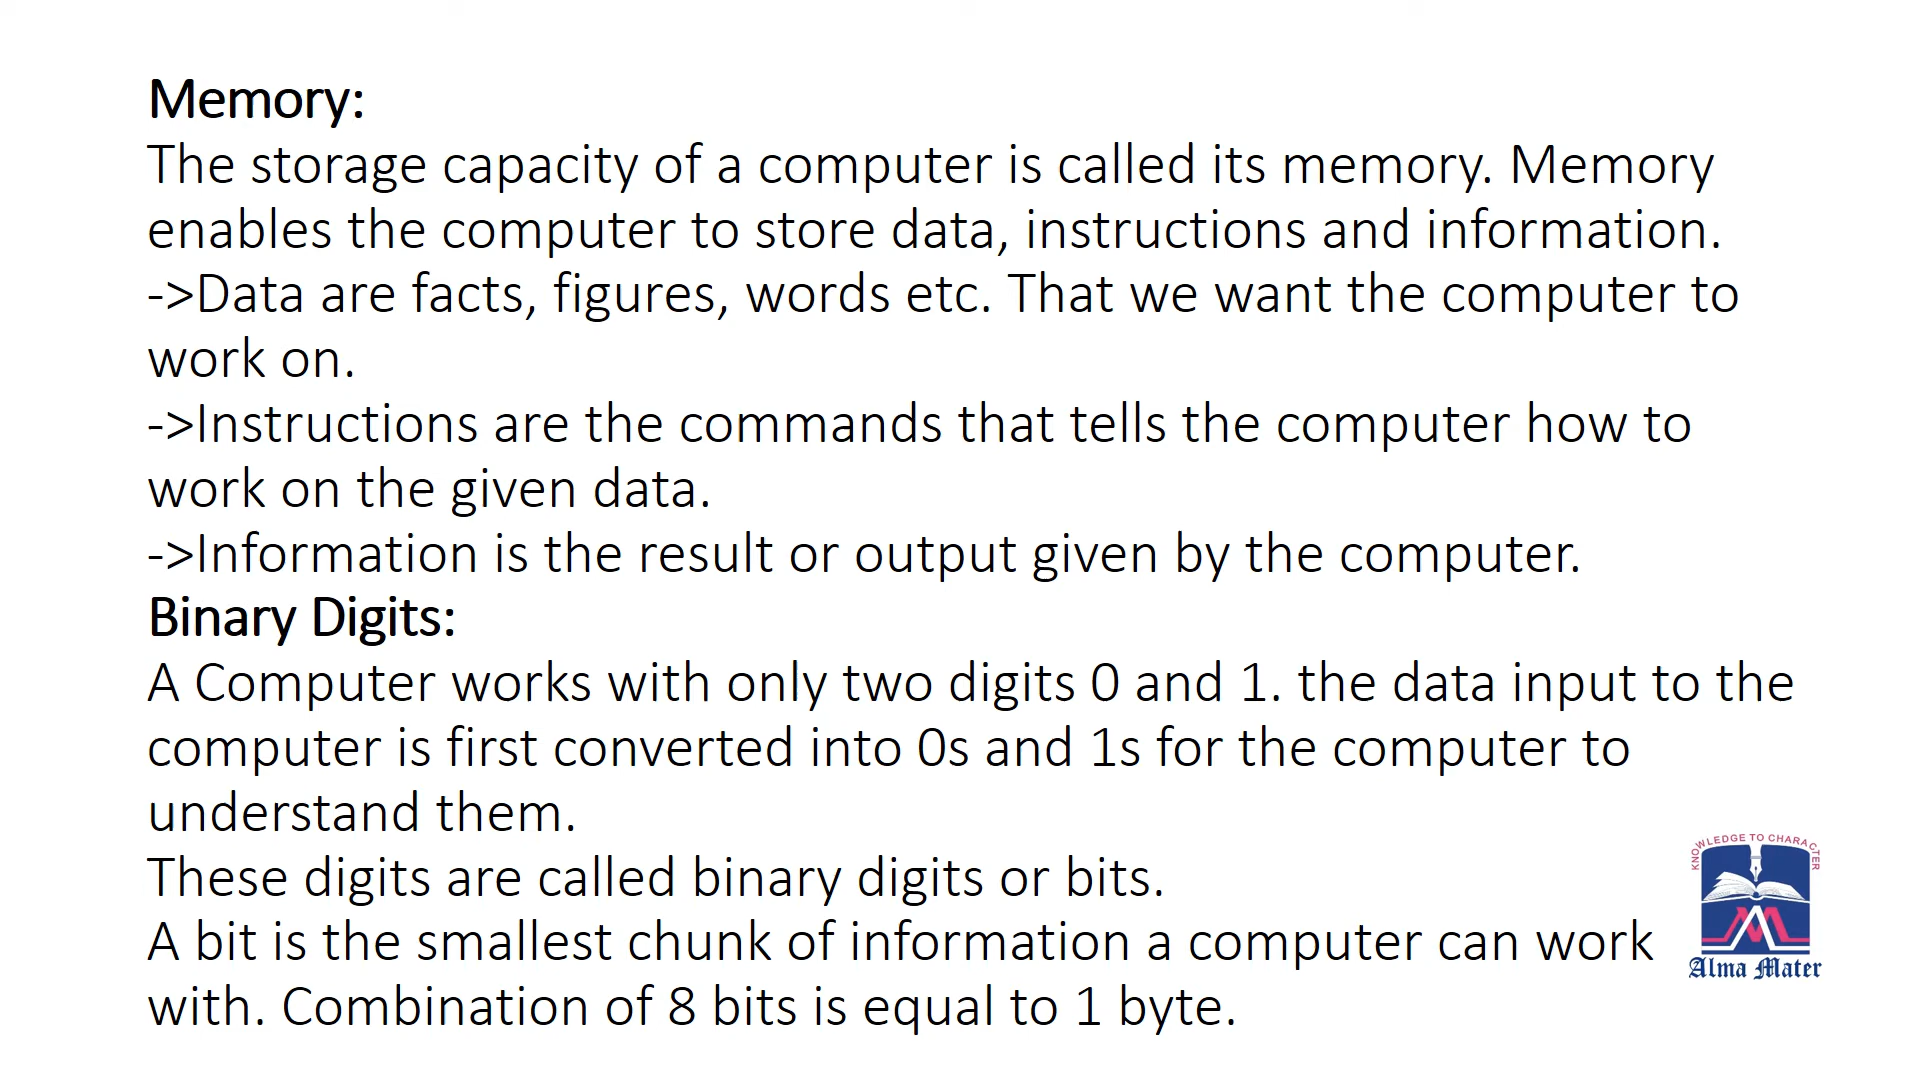 Memory:
The storage capacity of a computer is called its memory. Memory
enables the computer to store data, instructions and information.
->Data are facts, figures, words etc. That we want the computer to
work on.
->Instructions are the commands that tells the computer how to
work on the given data.
->Information is the result or output given by the computer.
Binary Digits:
A Computer works with only two digits 0 and 1. the data input to the
computer is first converted into 0s and 1s for the computer to
understand them.
These digits are called binary digits or bits.
A bit is the smallest chunk of information a computer can work
with. Combination of 8 bits is equal to 1 byte.
KNOWLEDGE TO CHARACTER
Alma Mater